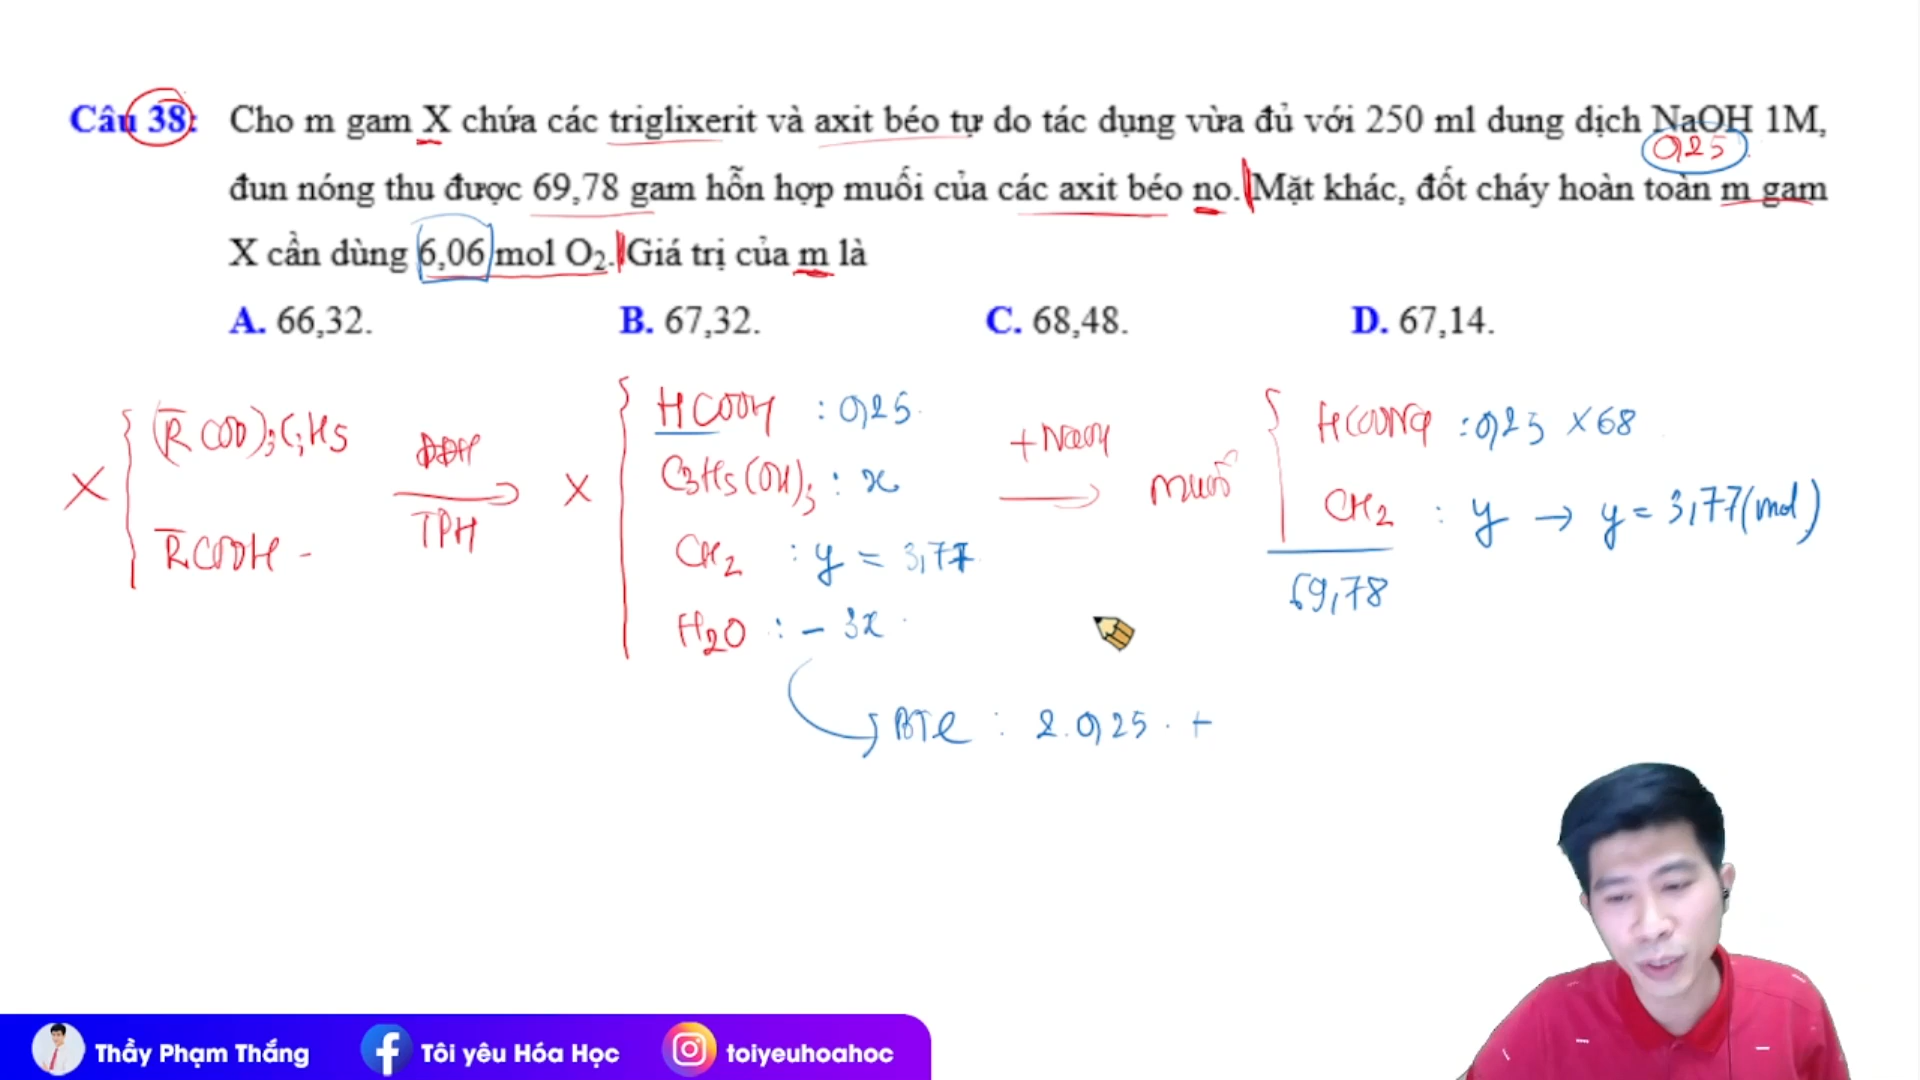 Câu 38: Cho m gam X chứa các triglixerit và axit béo tự do tác dụng vừa đủ với 250 ml dung dịch NaOH 1M,
0,25
đun nóng thu được 69,78 gam hỗn hợp muối của các axit béo no. Mặt khác, đốt cháy hoàn toàn m gam
X cần dùng 6,06 mol O₂. Giá trị của m là
A. 66,32. B. 67,32. C. 68,48. D. 67,14.
X { (R̄COO)₃C₃H₅
R̄COOH
ĐĐH
TPH
X { HCOOH : 0,25
C₃H₅(OH)₃ : x
CH₂ : y = 3,77
H₂O : - 3x
+NaOH
muối { HCOONa : 0,25 × 68
CH₂ : y → y = 3,77 (mol)
69,78
BTe : 2.0,25 +
Thầy Phạm Thắng
Tôi yêu Hóa Học
toiyeuhoahoc